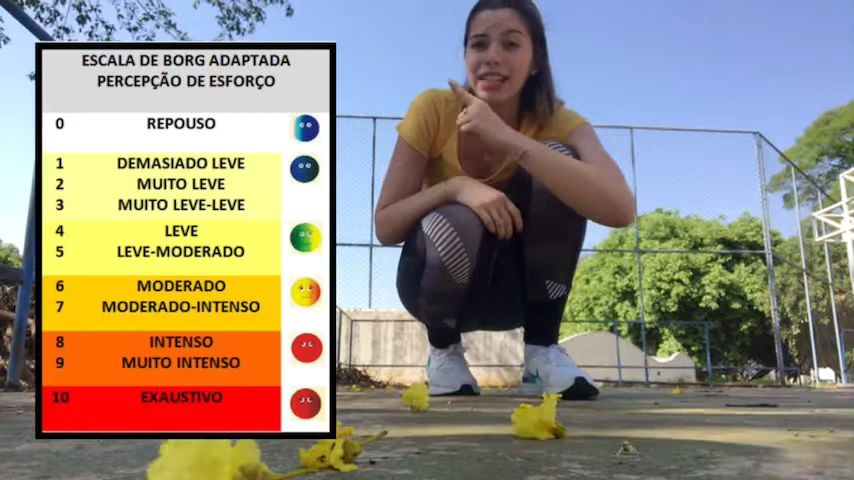 ESCALA DE BORG ADAPTADA
PERCEPÇÃO DE ESFORÇO
0 REPOUSO
1 DEMASIADO LEVE
2 MUITO LEVE
3 MUITO LEVE-LEVE
4 LEVE
5 LEVE-MODERADO
6 MODERADO
7 MODERADO-INTENSO
8 INTENSO
9 MUITO INTENSO
10 EXAUSTIVO